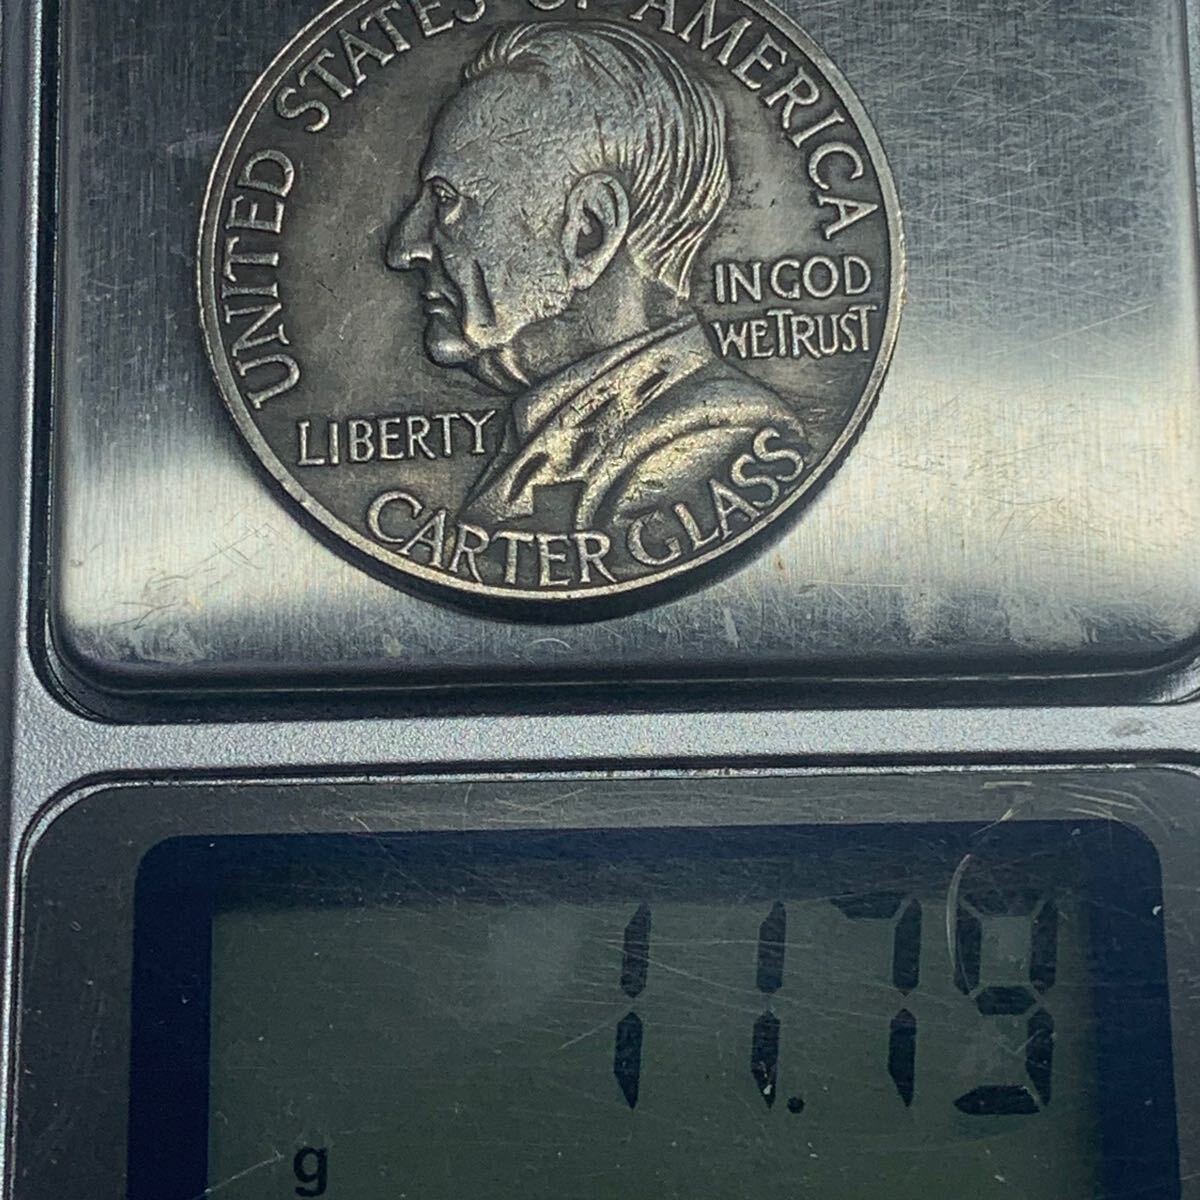 UNITED STATES OF AMERICA
IN GOD
WE TRUST
LIBERTY
CARTER GLASS
11.79
g